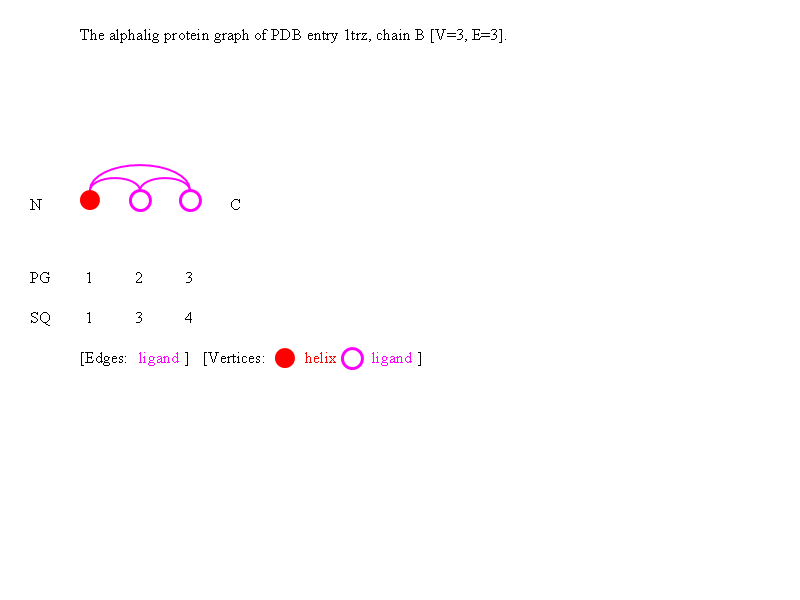 The alphalig protein graph of PDB entry 1trz, chain B [V=3, E=3].
N C
PG 1 2 3
SQ 1 3 4
[Edges: ligand ] [Vertices: helix ligand ]